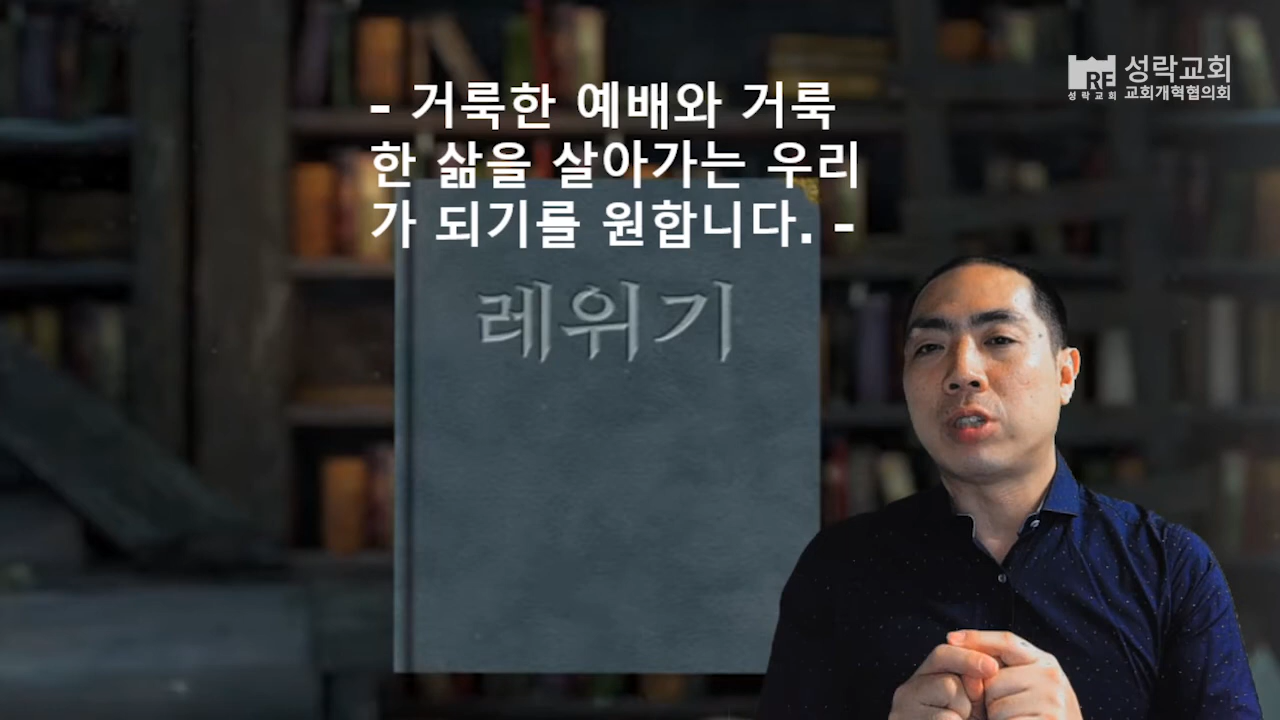 - 거룩한 예배와 거룩
한 삶을 살아가는 우리
가 되기를 원합니다. -
레위기
RE
성락교회
성락교회
교회개혁협의회